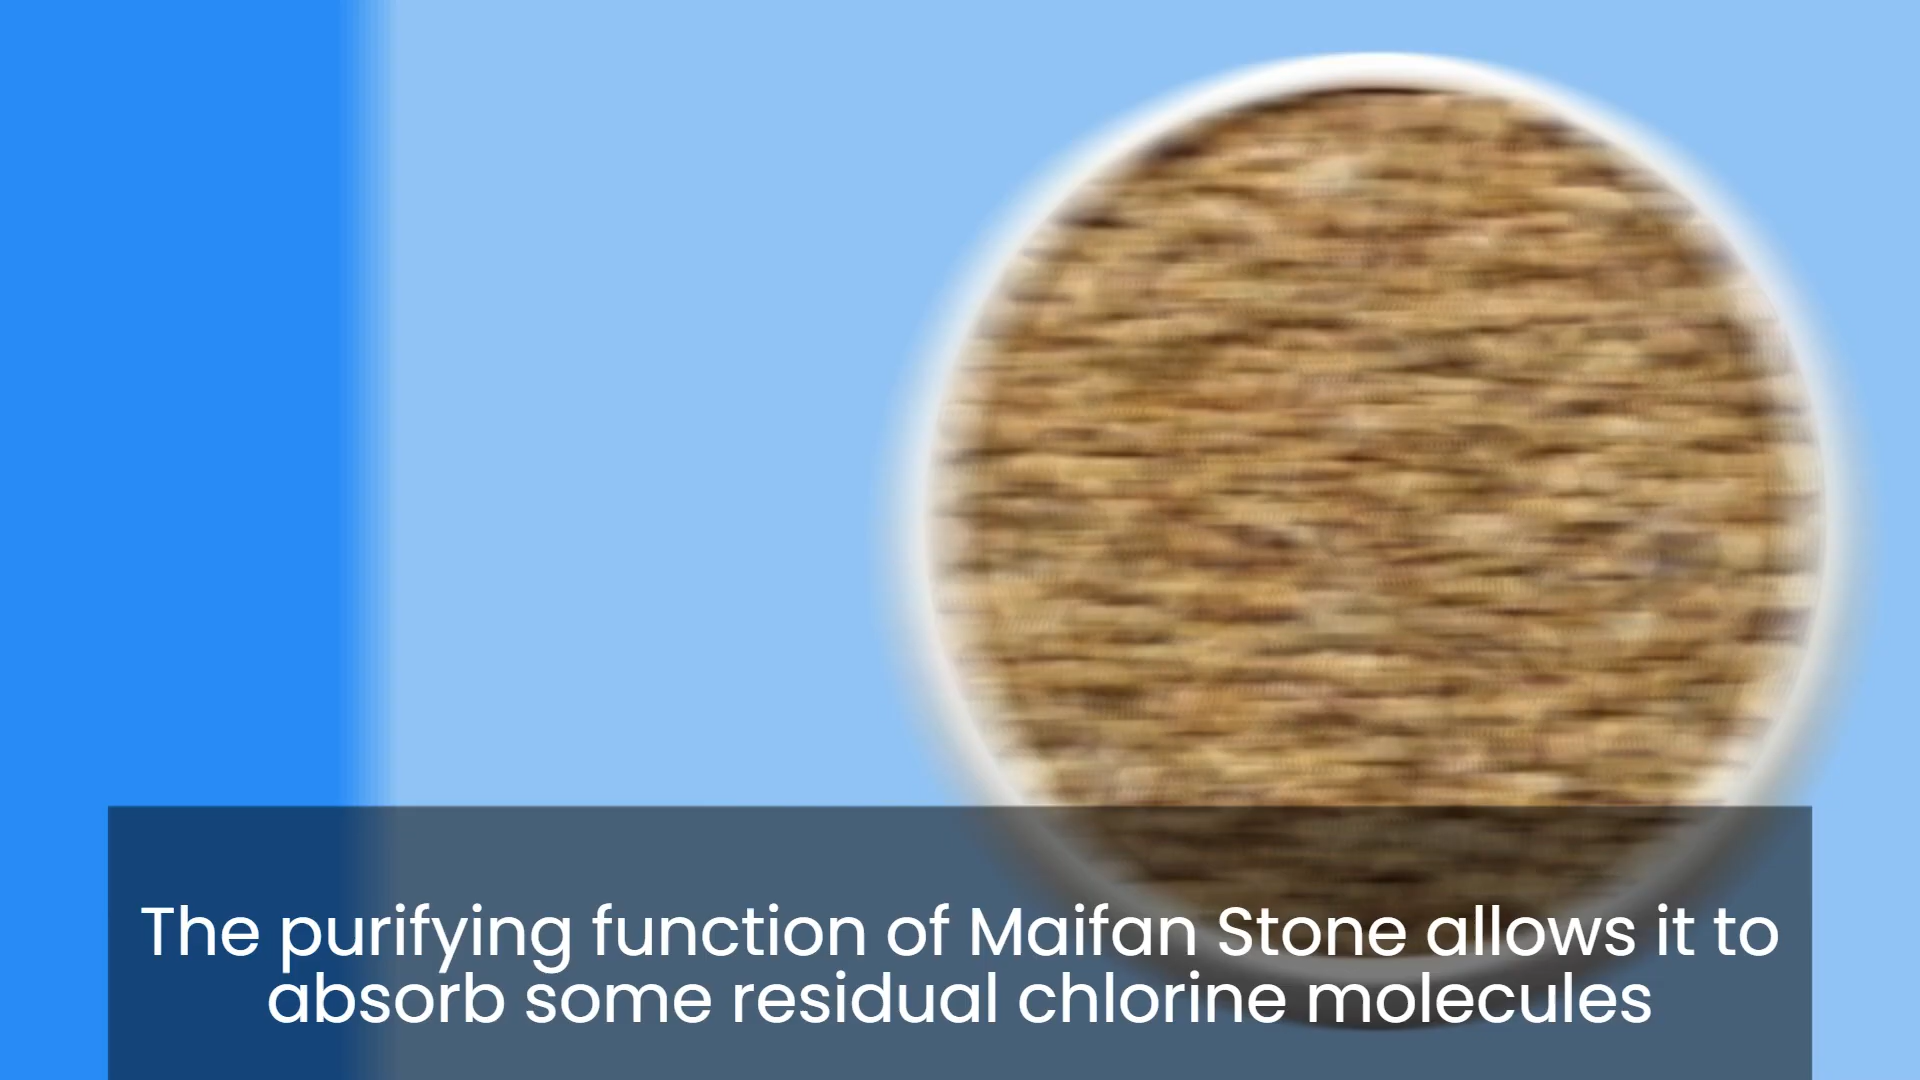 The purifying function of Maifan Stone allows it to
absorb some residual chlorine molecules